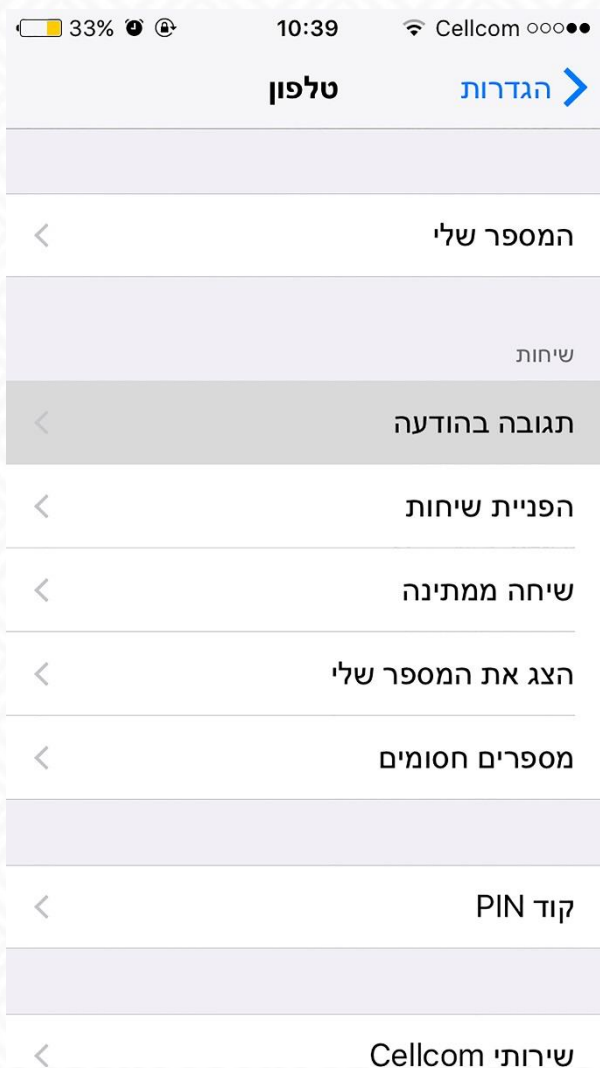 33% 10:39 Cellcom
הגדרות טלפון
המספר שלי
שיחות
תגובה בהודעה
הפניית שיחות
שיחה ממתינה
הצג את המספר שלי
מספרים חסומים
קוד PIN
שירותי Cellcom